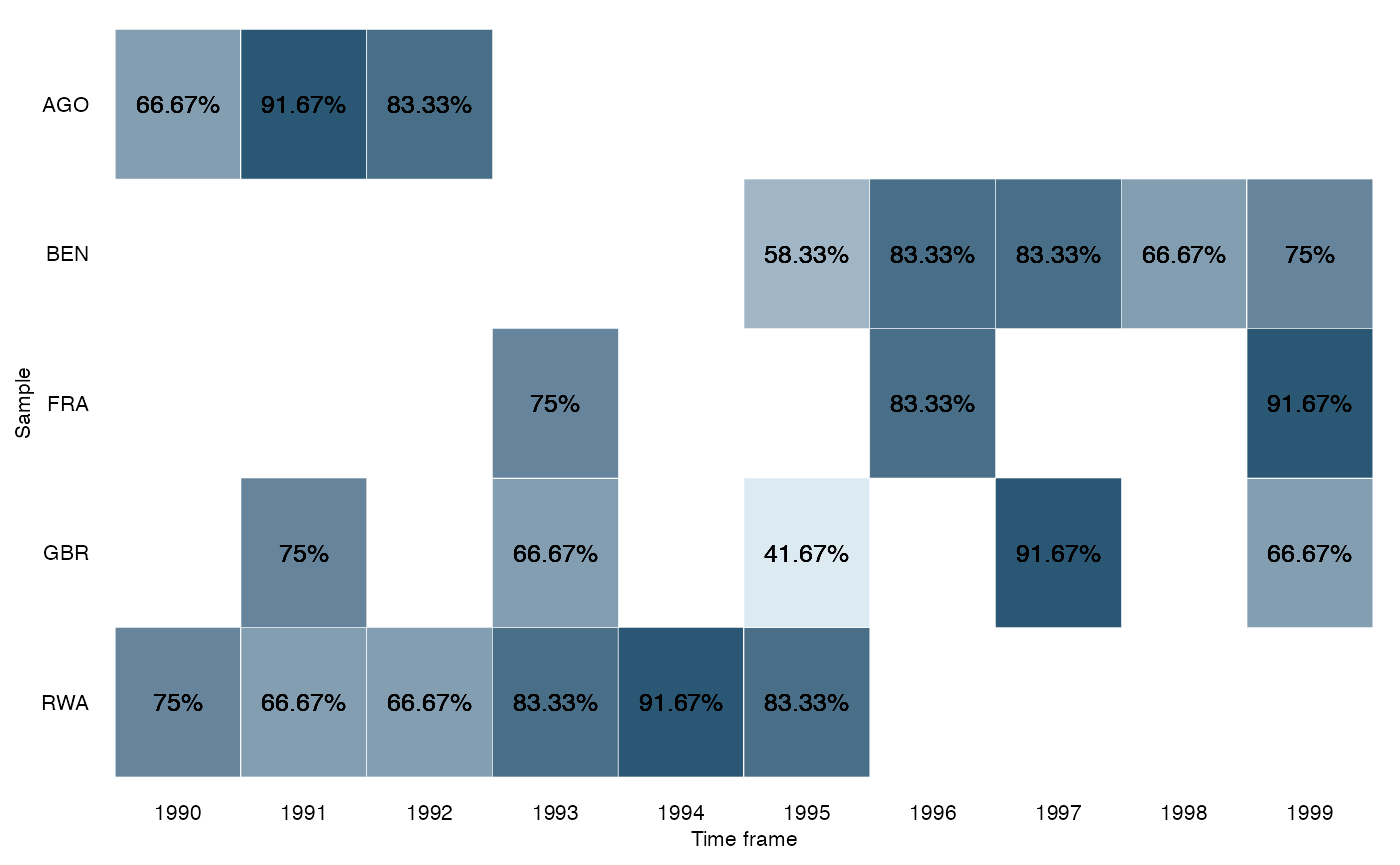 AGO 66.67% 91.67% 83.33%
BEN 58.33% 83.33% 83.33% 66.67% 75%
Sample
FRA 75% 83.33% 91.67%
GBR 75% 66.67% 41.67% 91.67% 66.67%
RWA 75% 66.67% 66.67% 83.33% 91.67% 83.33%
1990 1991 1992 1993 1994 1995 1996 1997 1998 1999
Time frame